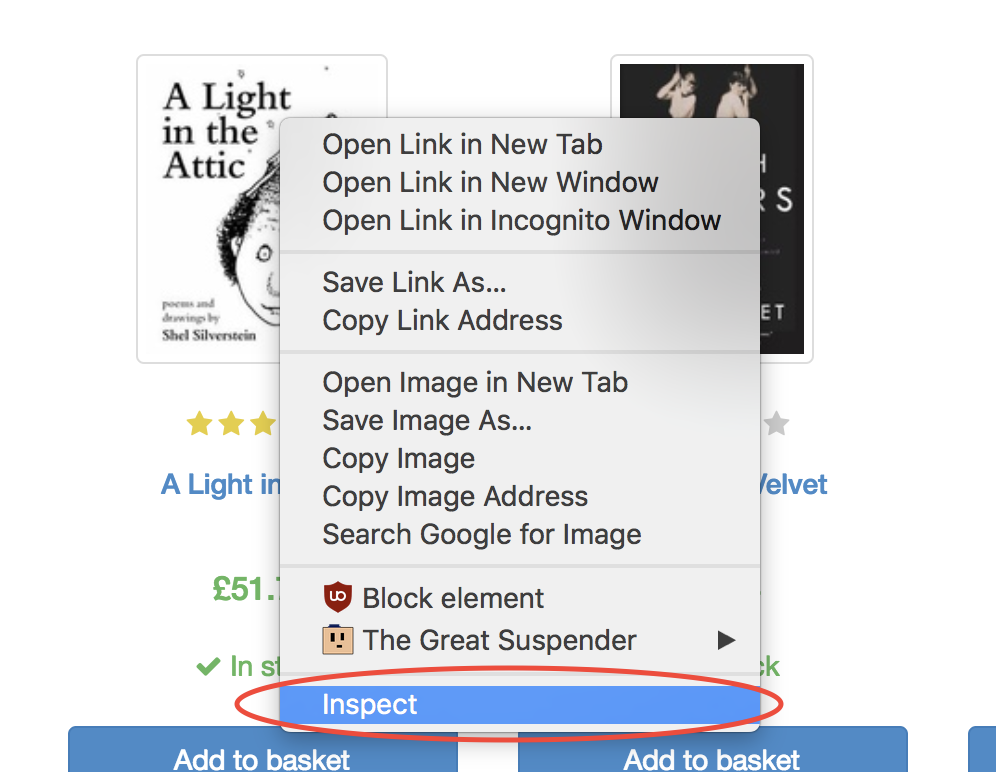 A Light
in the
Attic
poems and
drawings by
Shel Silverstein
H
RS
ET
Open Link in New Tab
Open Link in New Window
Open Link in Incognito Window
Save Link As...
Copy Link Address
Open Image in New Tab
Save Image As...
Copy Image
Copy Image Address
Search Google for Image
Block element
The Great Suspender
Inspect
A Light in
Velvet
£51.7
In st
ck
Add to basket
Add to basket